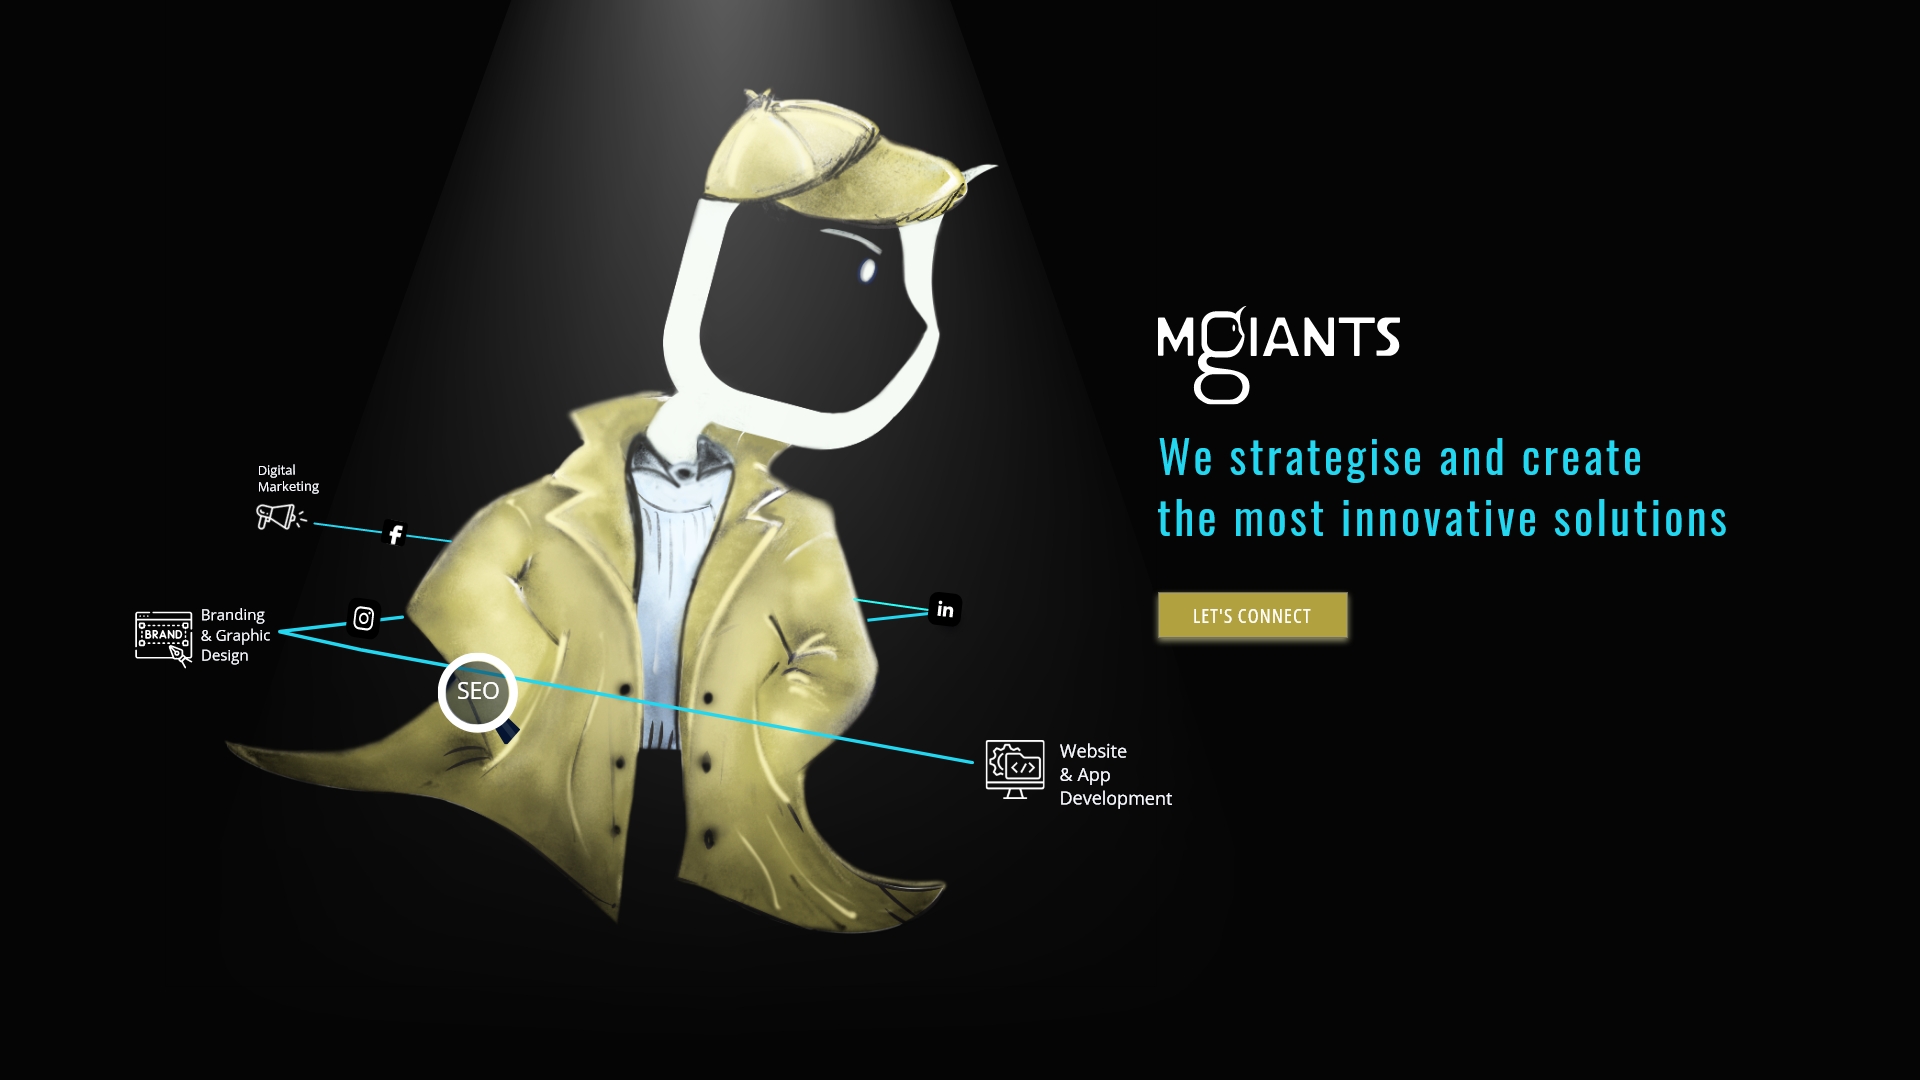 MGIANTS
We strategise and create
the most innovative solutions
LET'S CONNECT
Digital
Marketing
f
in
BRAND
Branding
& Graphic
Design
SEO
</>
Website
& App
Development